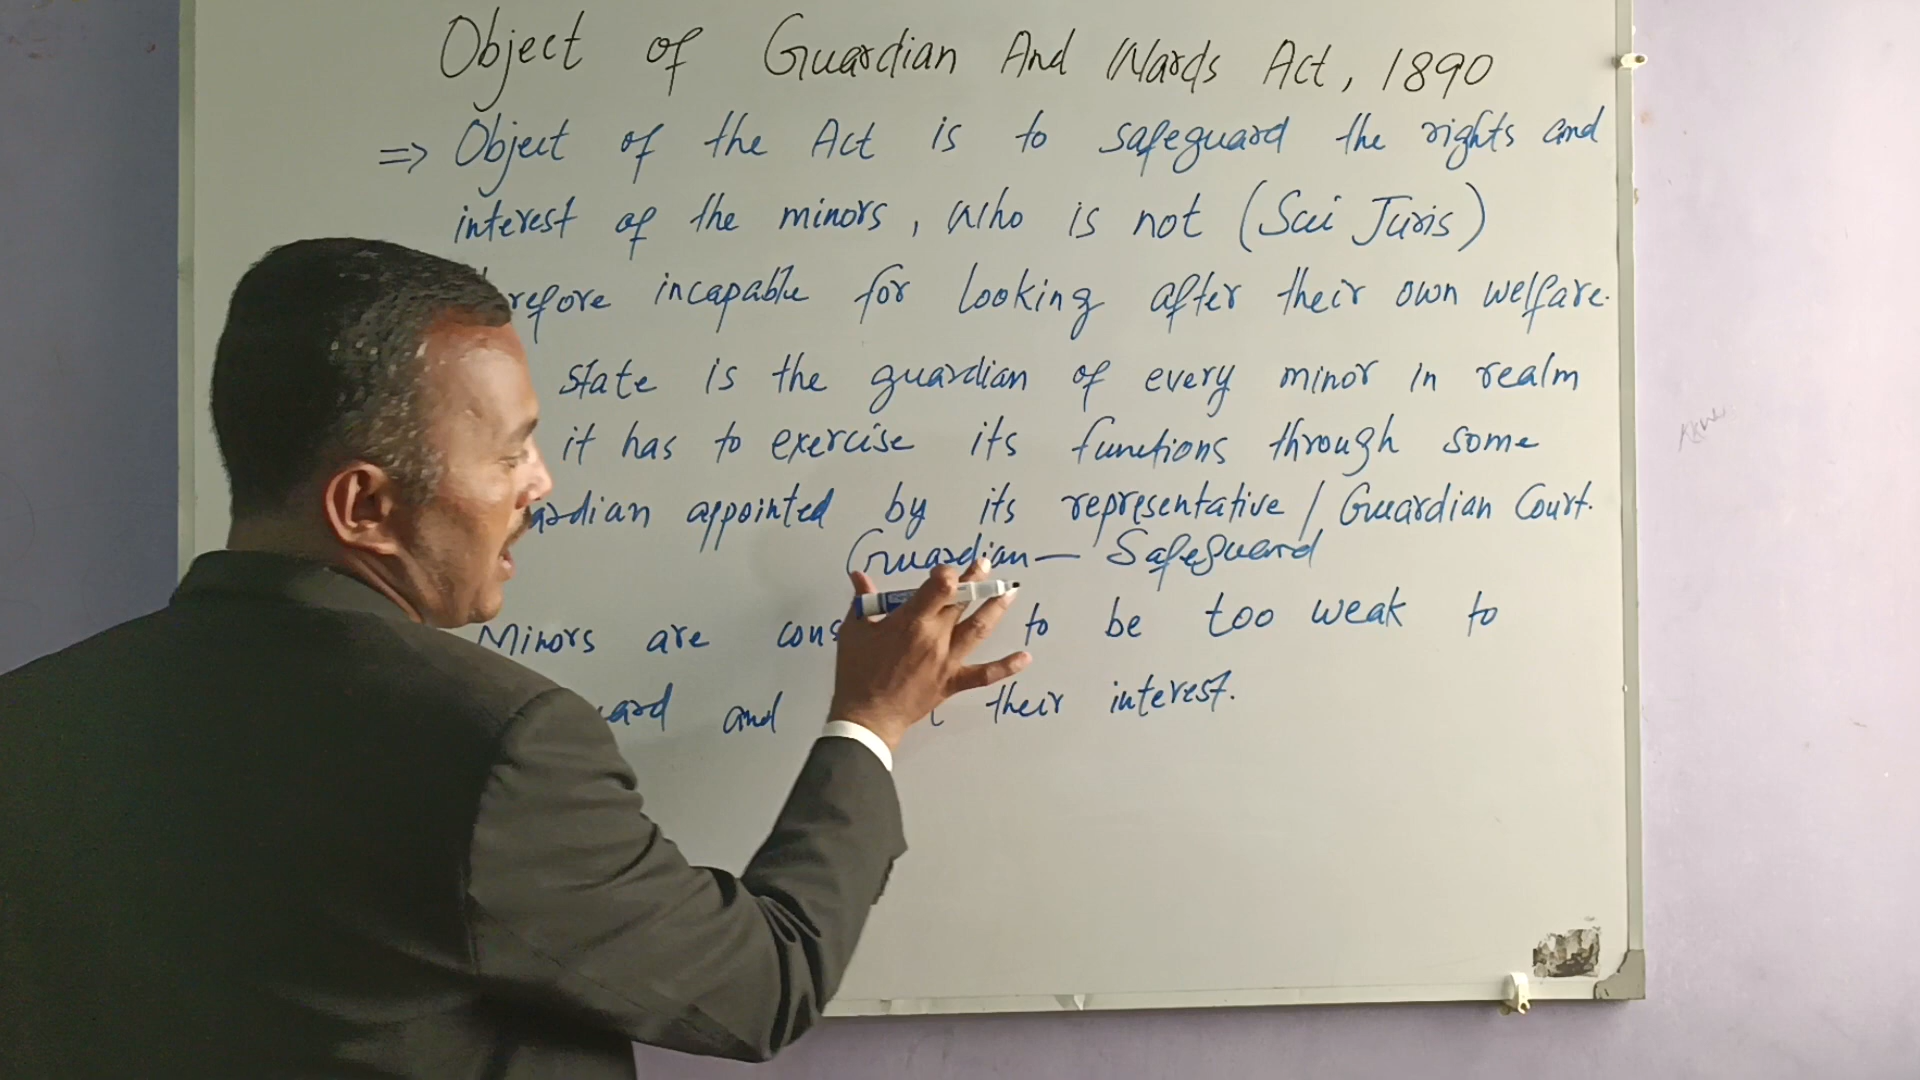 Object of Guardian And Wards Act, 1890
=> Object of the Act is to safeguard the rights and
interest of the minors, who is not (Sui Juris)
refore incapable for looking after their own welfare.
state is the guardian of every minor in realm
it has to exercise its functions through some
ardian appointed by its representative / Guardian Court.
Guardian — Safeguard
Minors are cons to be too weak to
uard and their interest.